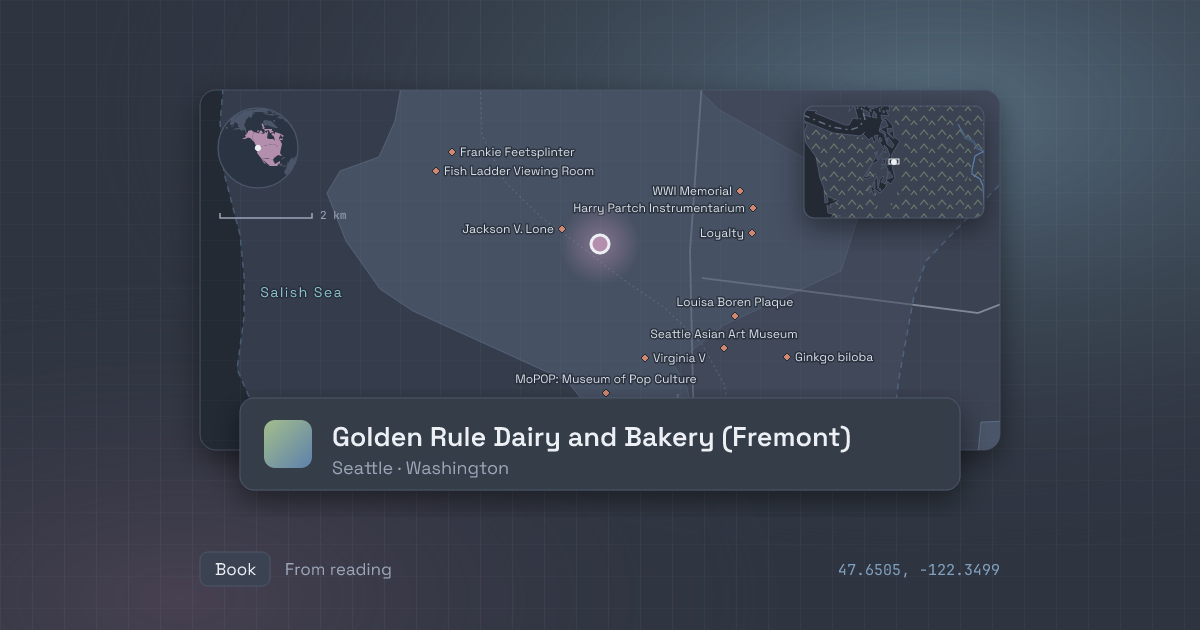 Frankie Feetsplinter
Fish Ladder Viewing Room
WWI Memorial
Harry Partch Instrumentarium
2 km
Jackson V. Lone
Loyalty
Salish Sea
Louisa Boren Plaque
Seattle Asian Art Museum
Virginia V
Ginkgo biloba
MoPOP: Museum of Pop Culture
Golden Rule Dairy and Bakery (Fremont)
Seattle · Washington
Book
From reading
47.6505, -122.3499